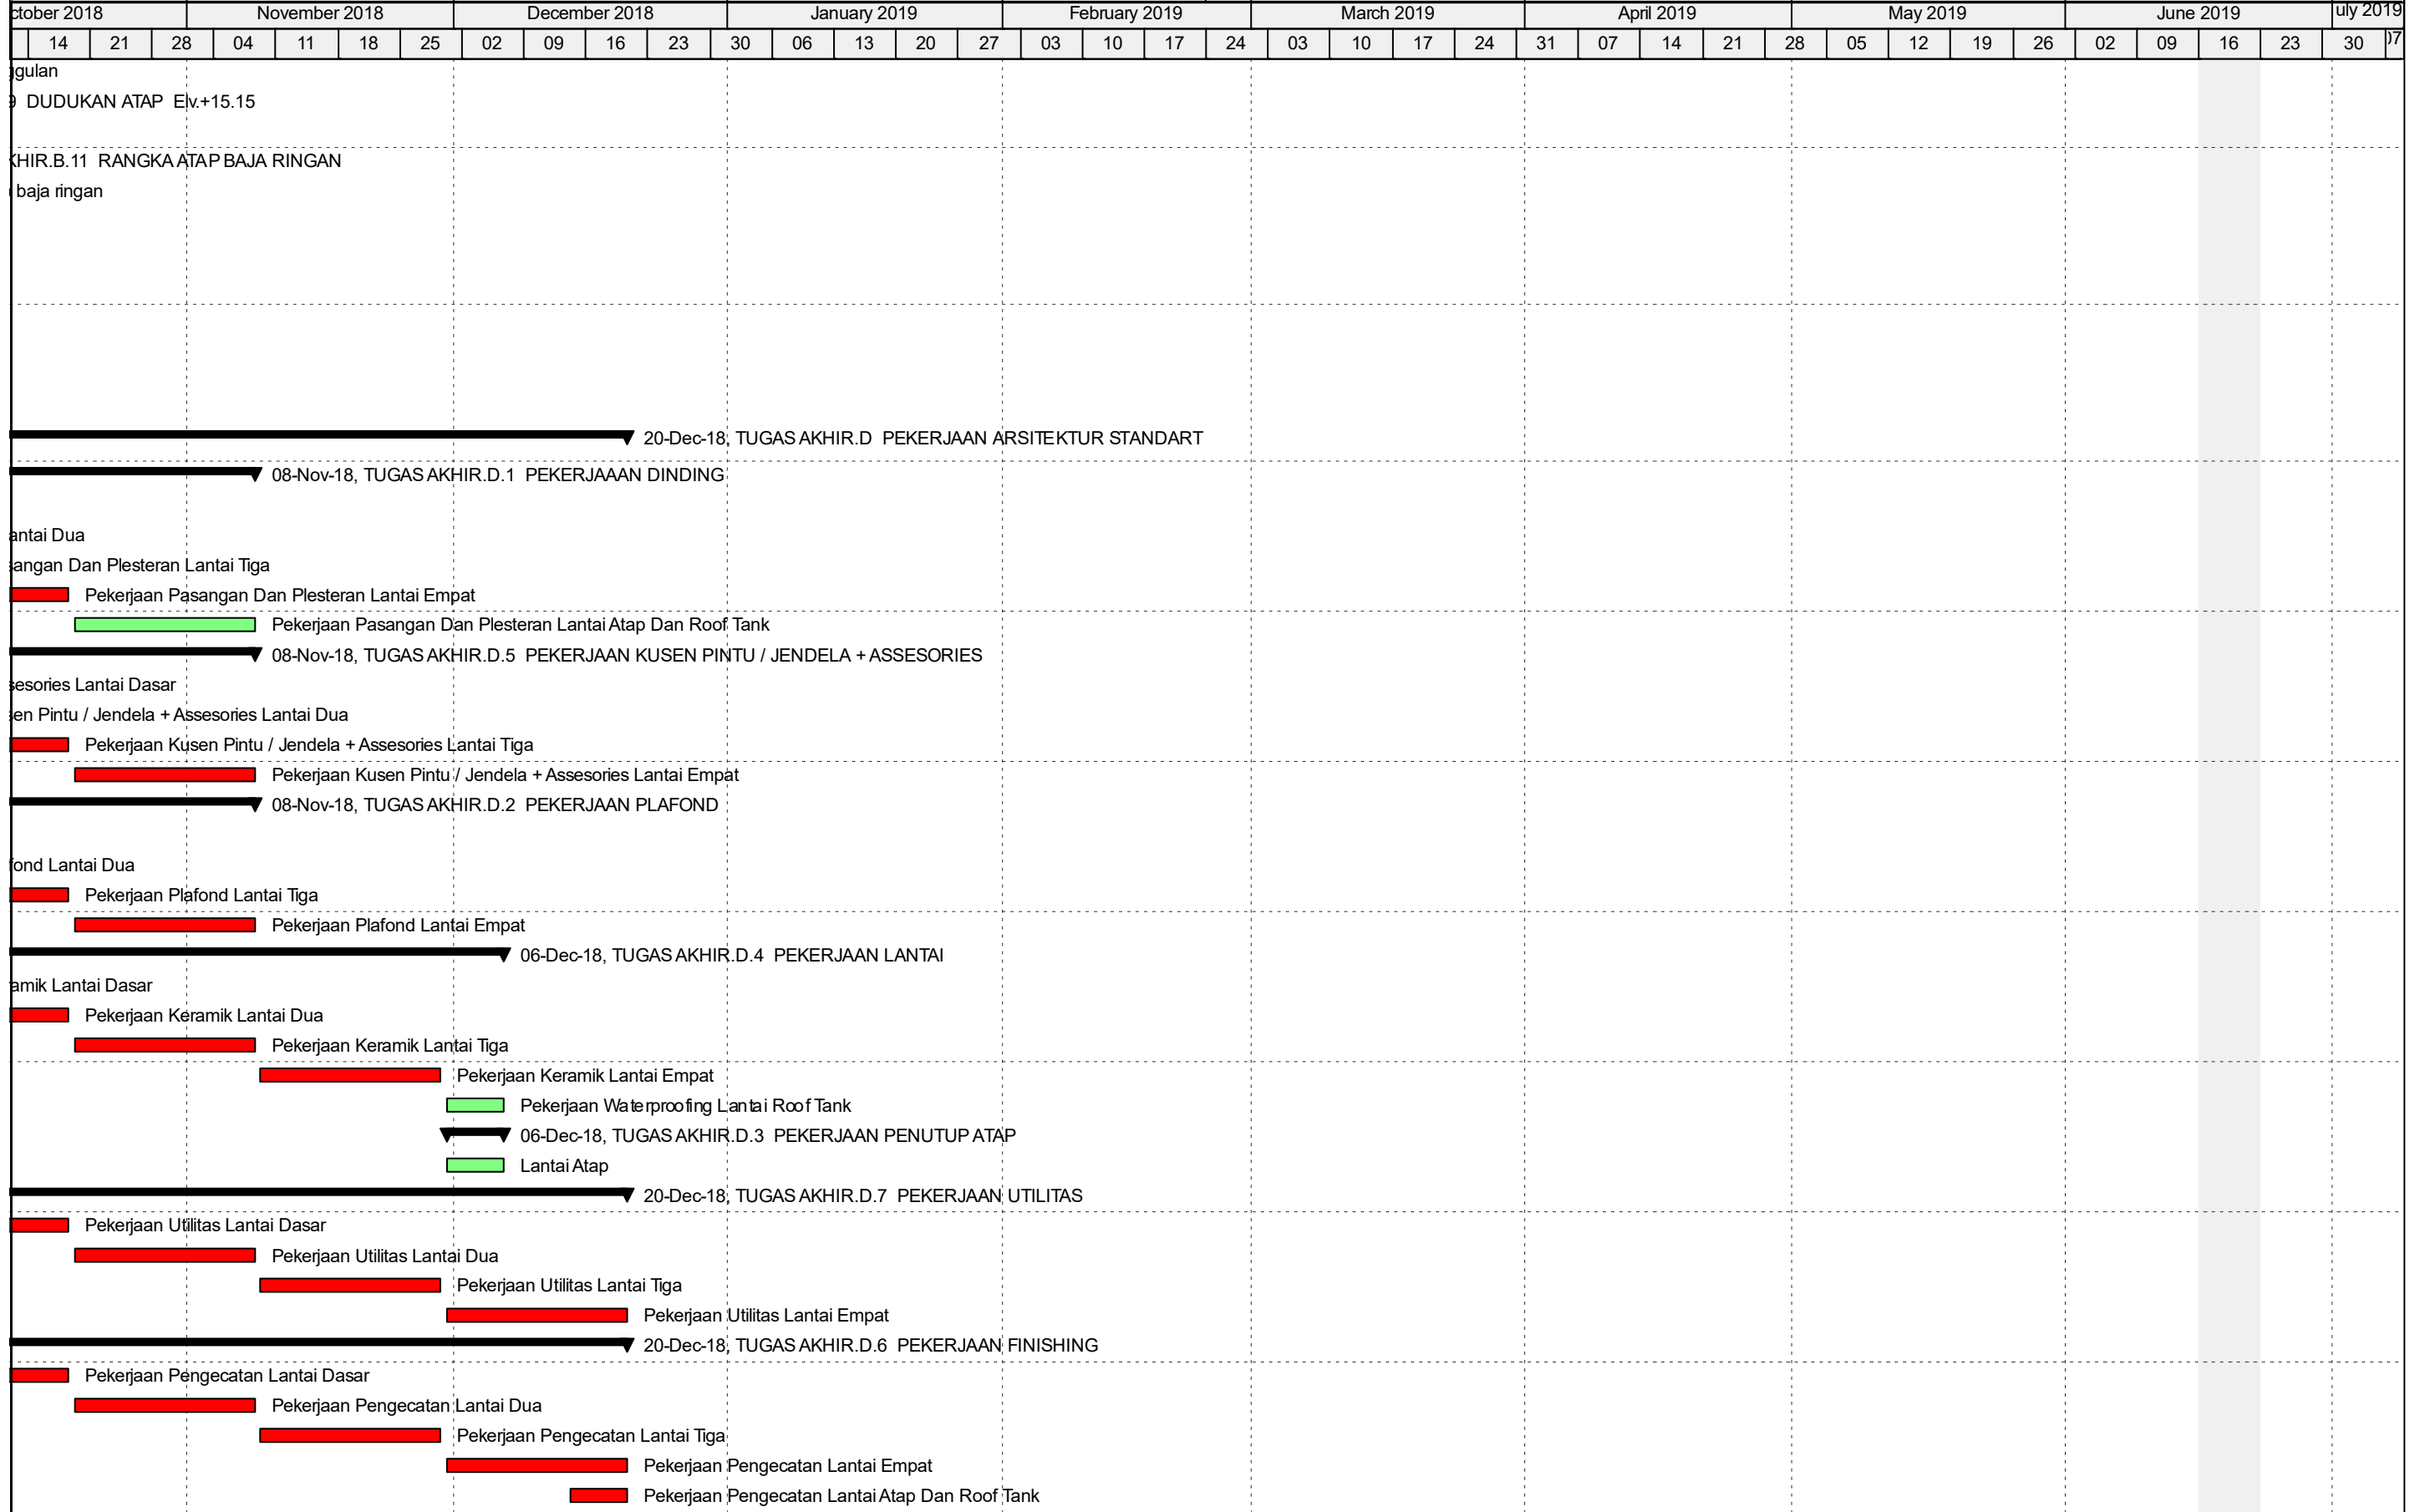 ctober 2018 November 2018 December 2018 January 2019 February 2019 March 2019 April 2019 May 2019 June 2019 uly 2019
14 21 28 04 11 18 25 02 09 16 23 30 06 13 20 27 03 10 17 24 03 10 17 24 31 07 14 21 28 05 12 19 26 02 09 16 23 30 07
ggulan
9 DUDUKAN ATAP Elv.+15.15
KHIR.B.11 RANGKA ATAP BAJA RINGAN
baja ringan
20-Dec-18, TUGAS AKHIR.D PEKERJAAN ARSITEKTUR STANDART
08-Nov-18, TUGAS AKHIR.D.1 PEKERJAAAN DINDING
antai Dua
sangan Dan Plesteran Lantai Tiga
Pekerjaan Pasangan Dan Plesteran Lantai Empat
Pekerjaan Pasangan Dan Plesteran Lantai Atap Dan Roof Tank
08-Nov-18, TUGAS AKHIR.D.5 PEKERJAAN KUSEN PINTU / JENDELA + ASSESORIES
sesories Lantai Dasar
sen Pintu / Jendela + Assesories Lantai Dua
Pekerjaan Kusen Pintu / Jendela + Assesories Lantai Tiga
Pekerjaan Kusen Pintu / Jendela + Assesories Lantai Empat
08-Nov-18, TUGAS AKHIR.D.2 PEKERJAAN PLAFOND
fond Lantai Dua
Pekerjaan Plafond Lantai Tiga
Pekerjaan Plafond Lantai Empat
06-Dec-18, TUGAS AKHIR.D.4 PEKERJAAN LANTAI
amik Lantai Dasar
Pekerjaan Keramik Lantai Dua
Pekerjaan Keramik Lantai Tiga
Pekerjaan Keramik Lantai Empat
Pekerjaan Waterproofing Lantai Roof Tank
06-Dec-18, TUGAS AKHIR.D.3 PEKERJAAN PENUTUP ATAP
Lantai Atap
20-Dec-18, TUGAS AKHIR.D.7 PEKERJAAN UTILITAS
Pekerjaan Utilitas Lantai Dasar
Pekerjaan Utilitas Lantai Dua
Pekerjaan Utilitas Lantai Tiga
Pekerjaan Utilitas Lantai Empat
20-Dec-18, TUGAS AKHIR.D.6 PEKERJAAN FINISHING
Pekerjaan Pengecatan Lantai Dasar
Pekerjaan Pengecatan Lantai Dua
Pekerjaan Pengecatan Lantai Tiga
Pekerjaan Pengecatan Lantai Empat
Pekerjaan Pengecatan Lantai Atap Dan Roof Tank